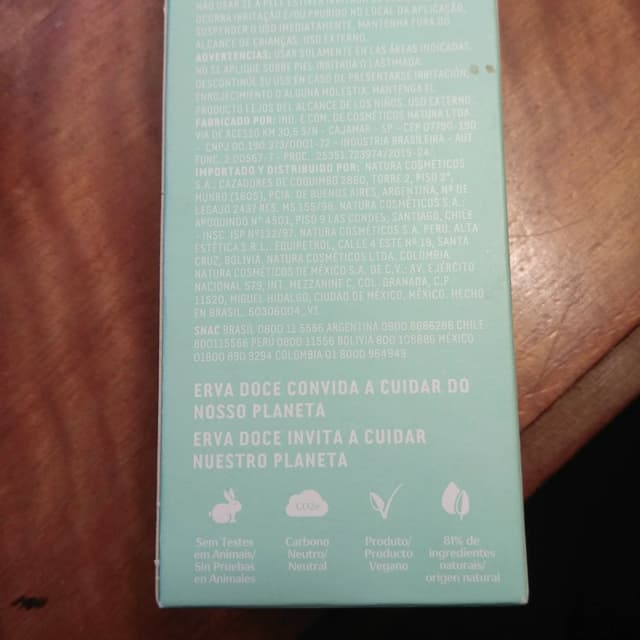 NÃO USAR SE A PELE ESTIVER IRRITADA
OCORRA IRRITAÇÃO E/OU PRURIDO NO LOCAL DA APLICAÇÃO,
SUSPENDER O USO IMEDIATAMENTE. MANTENHA FORA DO
ALCANCE DE CRIANÇAS. USO EXTERNO.
ADVERTENCIAS: USAR SOLAMENTE EN LAS ÁREAS INDICADAS.
NO SE APLIQUE SOBRE PIEL IRRITADA O LASTIMADA.
DESCONTINÚE SU USO EN CASO DE PRESENTARSE IRRITACIÓN,
ENROJECIMIENTO O ALGUNA MOLESTIA. MANTENGA EL
PRODUCTO LEJOS DEL ALCANCE DE LOS NIÑOS. USO EXTERNO.
FABRICADO POR: IND. E COM. DE COSMÉTICOS NATURA LTDA.
VIA DE ACESSO KM 30,5 S/N - CAJAMAR - SP - CEP 07790-190
- CNPJ 00.190.373/0001-72 - INDÚSTRIA BRASILEIRA - AUT.
FUNC. 2.00567-7 - PROC. 25351.723974/2015-CA
IMPORTADO Y DISTRIBUIDO POR: NATURA COSMÉTICOS
S.A., CAZADORES DE COQUIMBO 2860, TORRE 2, PISO 2°,
MUNRO (1605), PCIA. DE BUENOS AIRES, ARGENTINA, Nº DE
LEGAJO 2497 RES. MS 155/98. NATURA COSMÉTICOS S.A.,
APOQUINDO N° 4501, PISO 9 LAS CONDES, SANTIAGO, CHILE
/ RSC. ISP Nº232/97. NATURA COSMÉTICOS S.A. PERÚ. ALTA
ESTÉTICA S.R.L., EQUIPETROL, CALLE 4 ESTE Nº 19, SANTA
CRUZ, BOLIVIA. NATURA COSMÉTICOS LTDA, COLOMBIA.
NATURA COSMÉTICOS DE MÉXICO S.A. DE C.V., AV. EJÉRCITO
NACIONAL 579, INT. MEZZANINE C, COL. GRANADA, C.P.
11520, MIGUEL HIDALGO, CIUDAD DE MÉXICO, MÉXICO. HECHO
EN BRASIL. 50306004_V1
SNAC BRASIL 0800 11 5566 ARGENTINA 0800 8886286 CHILE
800115566 PERÚ 0800 11556 BOLIVIA 800 108886 MÉXICO
01800 890 9294 COLOMBIA 01 8000 964949
ERVA DOCE CONVIDA A CUIDAR DO
NOSSO PLANETA
ERVA DOCE INVITA A CUIDAR
NUESTRO PLANETA
CO2e
Sem Testes
em Animais/
Sin Pruebas
en Animales
Carbono
Neutro/
Neutral
Produto/
Producto
Vegano
81% de
ingredientes
naturais/
origen natural